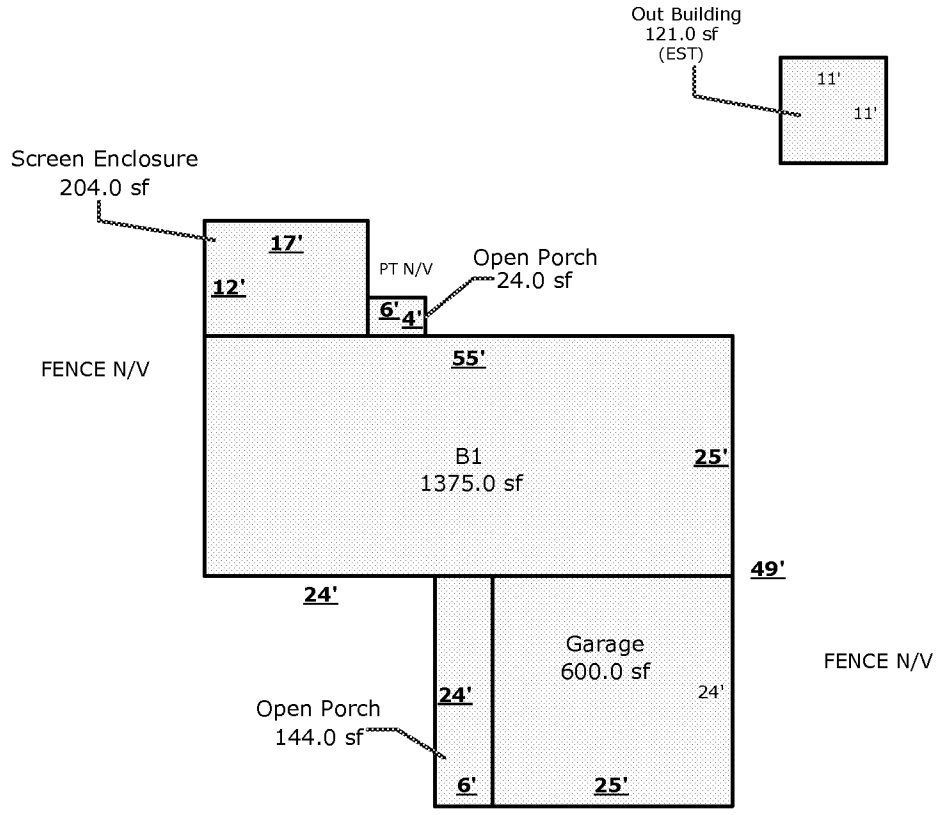 Out Building
121.0 sf
(EST)
11'
11'
Screen Enclosure
204.0 sf
17'
12'
PT N/V
Open Porch
24.0 sf
6'
4'
55'
FENCE N/V
B1
1375.0 sf
25'
49'
24'
Garage
600.0 sf
FENCE N/V
24'
24'
Open Porch
144.0 sf
6'
25'